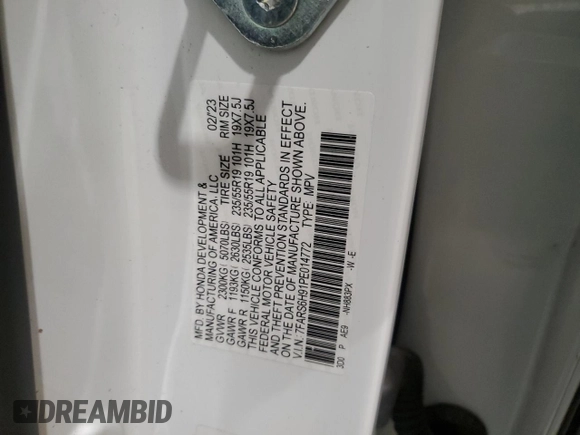 MFD. BY HONDA DEVELOPMENT &
MANUFACTURING OF AMERICA, LLC 02/'23
GVWR 2300KG( 5070LBS) TIRE SIZE RIM SIZE
GAWR F 1193KG( 2630LBS) 235/55R19 101H 19X7.5J
GAWR R 1150KG( 2535LBS) 235/55R19 101H 19X7.5J
THIS VEHICLE CONFORMS TO ALL APPLICABLE
FEDERAL MOTOR VEHICLE SAFETY
AND THEFT PREVENTION STANDARDS IN EFFECT
ON THE DATE OF MANUFACTURE SHOWN ABOVE.
V.I.N. 7FARS6H91PE014772 TYPE: MPV
3D0 P AE9 -NH883PX -W -E
DREAMBID